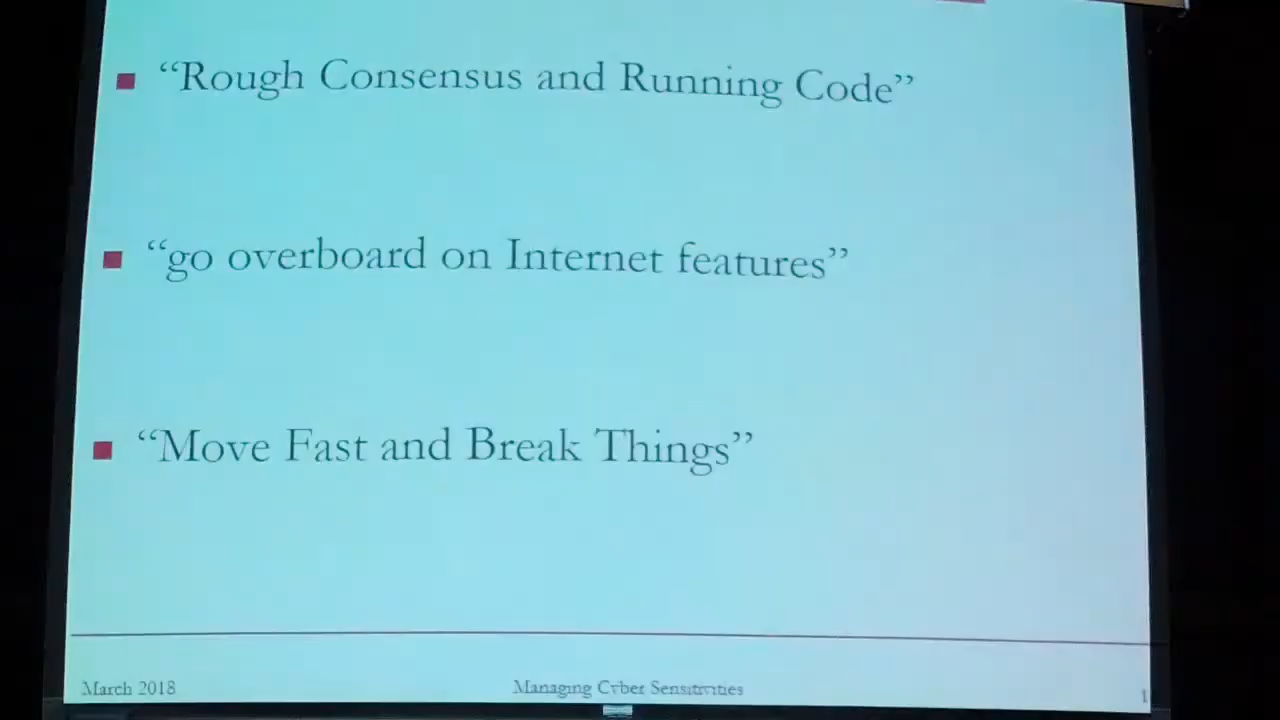 “Rough Consensus and Running Code”
“go overboard on Internet features”
“Move Fast and Break Things”
March 2018
Managing Cyber Sensitivities
1